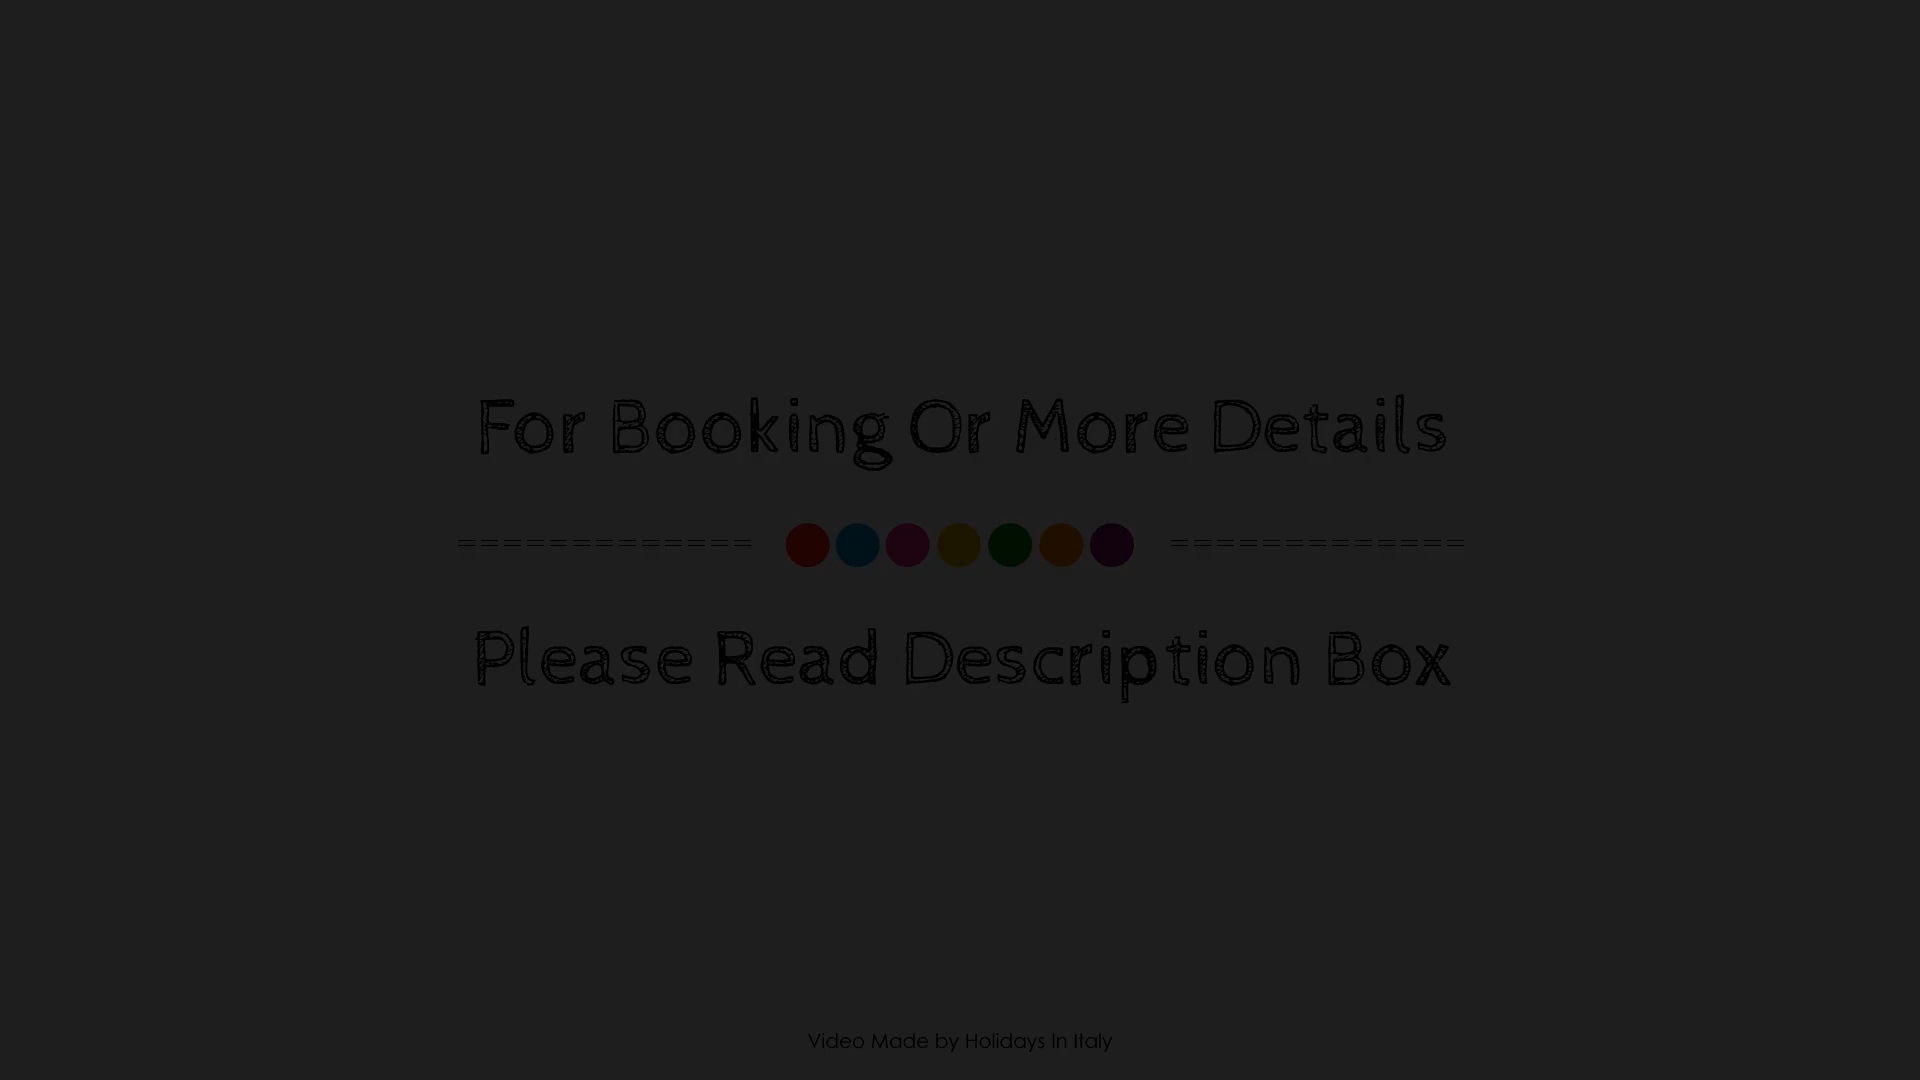 For Booking Or More Details
============= =============
Please Read Description Box
Video Made by Holidays In Italy